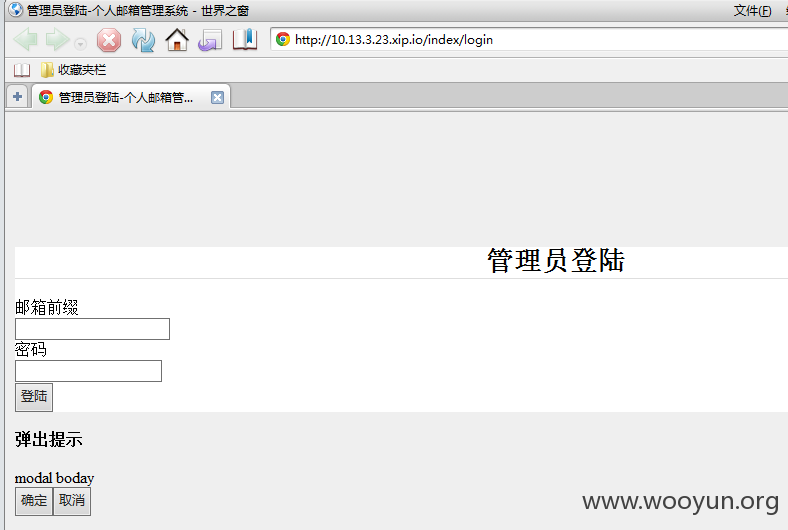 管理员登陆-个人邮箱管理系统 - 世界之窗
文件(F)
http://10.13.3.23.xip.io/index/login
收藏夹栏
管理员登陆-个人邮箱管...
管理员登陆
邮箱前缀
密码
登陆
弹出提示
modal boday
确定 取消
www.wooyun.org